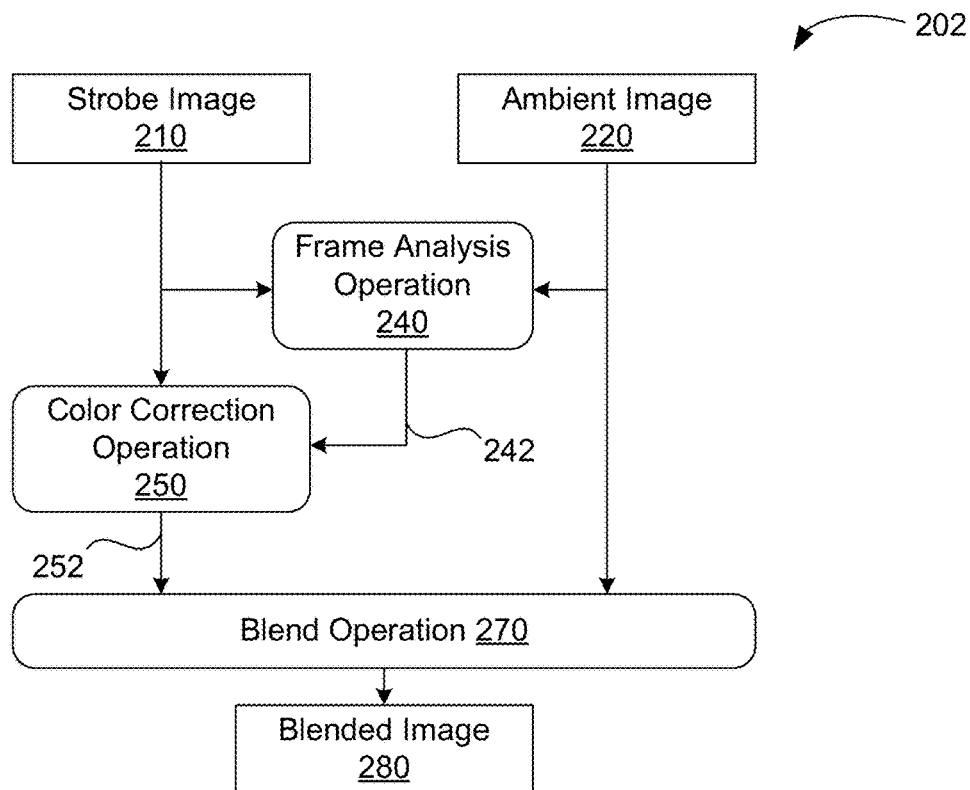 202
Strobe Image
210
Ambient Image
220
Frame Analysis
Operation
240
Color Correction
Operation
250
242
252
Blend Operation 270
Blended Image
280